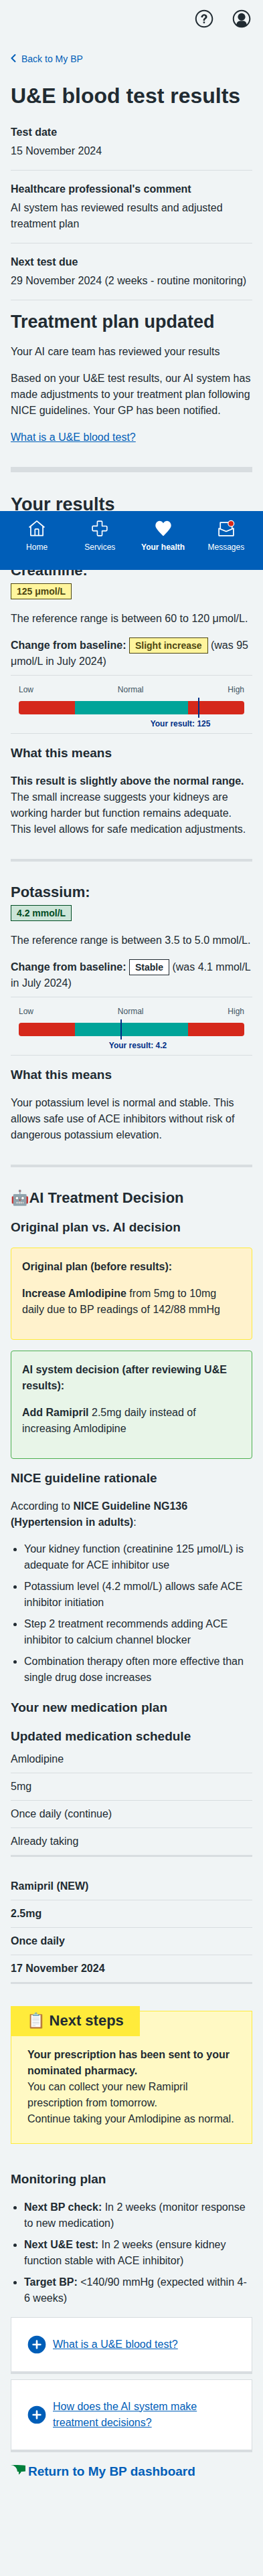 ?
Back to My BP
U&E blood test results
Test date
15 November 2024
Healthcare professional's comment
AI system has reviewed results and adjusted
treatment plan
Next test due
29 November 2024 (2 weeks - routine monitoring)
Treatment plan updated
Your AI care team has reviewed your results
Based on your U&E test results, our AI system has
made adjustments to your treatment plan following
NICE guidelines. Your GP has been notified.
What is a U&E blood test?
Your results
Home Services Your health Messages
Creatinine:
125 μmol/L
The reference range is between 60 to 120 μmol/L.
Change from baseline: Slight increase (was 95
μmol/L in July 2024)
Low Normal High
Your result: 125
What this means
This result is slightly above the normal range.
The small increase suggests your kidneys are
working harder but function remains adequate.
This level allows for safe medication adjustments.
Potassium:
4.2 mmol/L
The reference range is between 3.5 to 5.0 mmol/L.
Change from baseline: Stable (was 4.1 mmol/L
in July 2024)
Low Normal High
Your result: 4.2
What this means
Your potassium level is normal and stable. This
allows safe use of ACE inhibitors without risk of
dangerous potassium elevation.
AI Treatment Decision
Original plan vs. AI decision
Original plan (before results):
Increase Amlodipine from 5mg to 10mg
daily due to BP readings of 142/88 mmHg
AI system decision (after reviewing U&E
results):
Add Ramipril 2.5mg daily instead of
increasing Amlodipine
NICE guideline rationale
According to NICE Guideline NG136
(Hypertension in adults):
Your kidney function (creatinine 125 μmol/L) is
adequate for ACE inhibitor use
Potassium level (4.2 mmol/L) allows safe ACE
inhibitor initiation
Step 2 treatment recommends adding ACE
inhibitor to calcium channel blocker
Combination therapy often more effective than
single drug dose increases
Your new medication plan
Updated medication schedule
Amlodipine
5mg
Once daily (continue)
Already taking
Ramipril (NEW)
2.5mg
Once daily
17 November 2024
Next steps
Your prescription has been sent to your
nominated pharmacy.
You can collect your new Ramipril
prescription from tomorrow.
Continue taking your Amlodipine as normal.
Monitoring plan
Next BP check: In 2 weeks (monitor response
to new medication)
Next U&E test: In 2 weeks (ensure kidney
function stable with ACE inhibitor)
Target BP: <140/90 mmHg (expected within 4-
6 weeks)
What is a U&E blood test?
How does the AI system make
treatment decisions?
Return to My BP dashboard